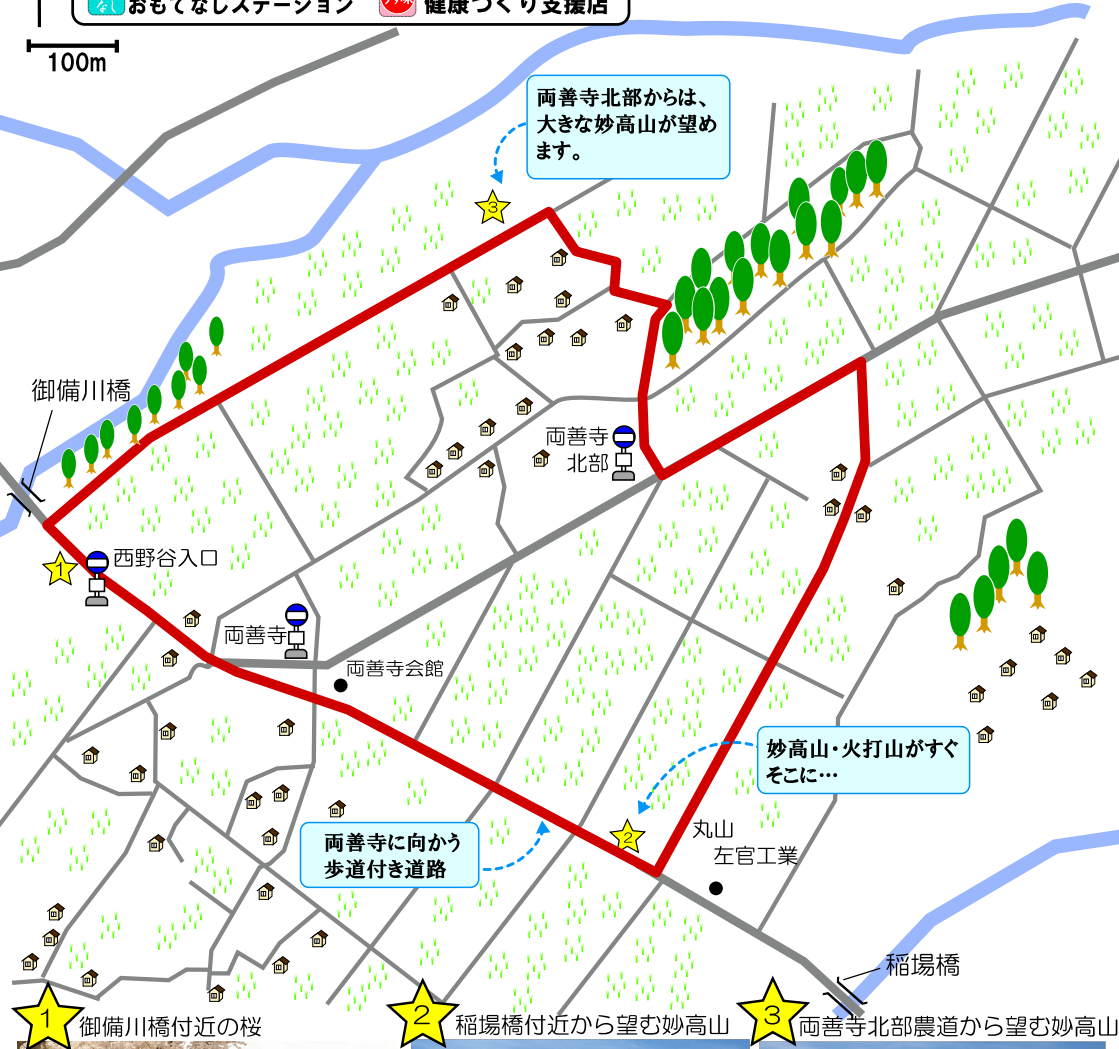 おもてなしステーション
健康づくり支援店
100m
両善寺北部からは、
大きな妙高山が望め
ます。
3
御備川橋
両善寺
北部
1
西野谷入口
両善寺
両善寺会館
妙高山・火打山がすぐ
そこに…
2
丸山
左官工業
両善寺に向かう
歩道付き道路
稲場橋
1
御備川橋付近の桜
2
稲場橋付近から望む妙高山
3
両善寺北部農道から望む妙高山